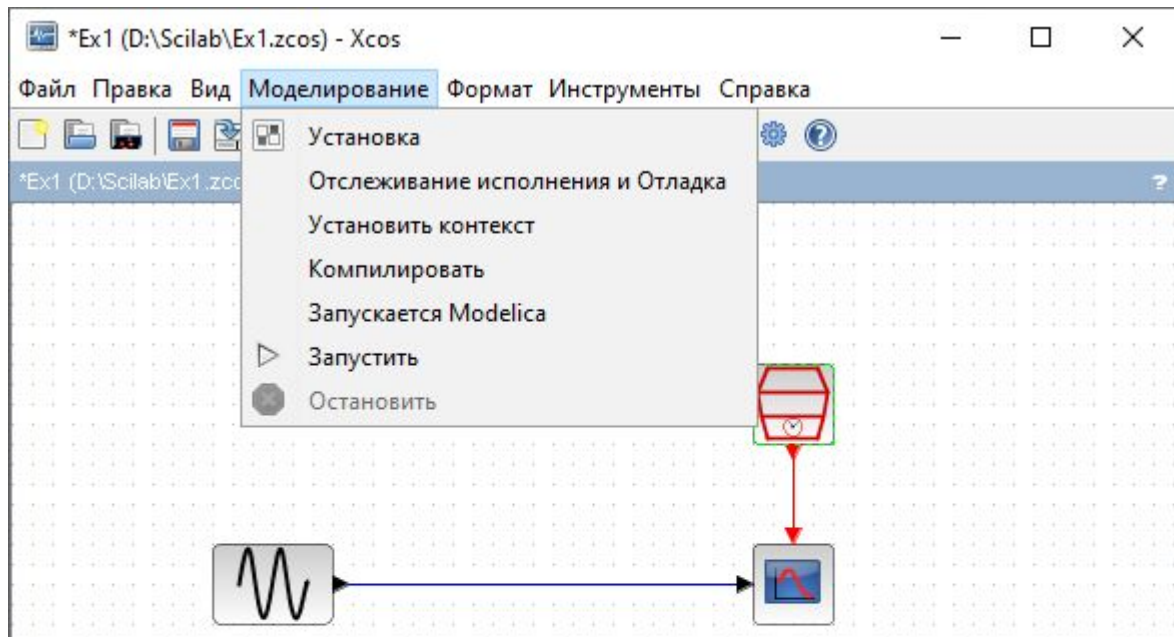 *Ex1 (D:\Scilab\Ex1.zcos) - Xcos
Файл Правка Вид Моделирование Формат Инструменты Справка
*Ex1 (D:\Scilab\Ex1.zco
Установка
Отслеживание исполнения и Отладка
Установить контекст
Компилировать
Запускается Modelica
Запустить
Остановить